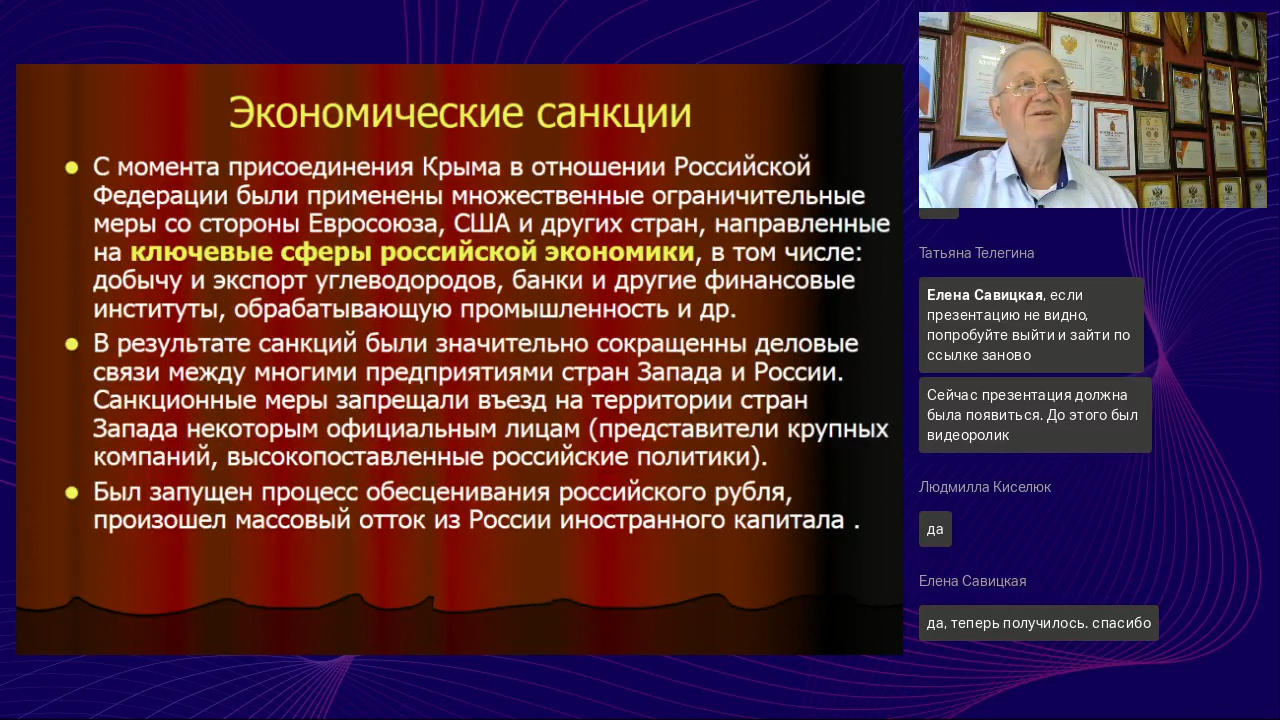 Экономические санкции
С момента присоединения Крыма в отношении Российской
Федерации были применены множественные ограничительные
меры со стороны Евросоюза, США и других стран, направленные
на ключевые сферы российской экономики, в том числе:
добычу и экспорт углеводородов, банки и другие финансовые
институты, обрабатывающую промышленность и др.
В результате санкций были значительно сокращенны деловые
связи между многими предприятиями стран Запада и России.
Санкционные меры запрещали въезд на территории стран
Запада некоторым официальным лицам (представители крупных
компаний, высокопоставленные российские политики).
Был запущен процесс обесценивания российского рубля,
произошел массовый отток из России иностранного капитала .
Татьяна Телегина
Елена Савицкая, если
презентацию не видно,
попробуйте выйти и зайти по
ссылке заново
Сейчас презентация должна
была появиться. До этого был
видеоролик
Людмилла Киселюк
да
Елена Савицкая
да, теперь получилось. спасибо